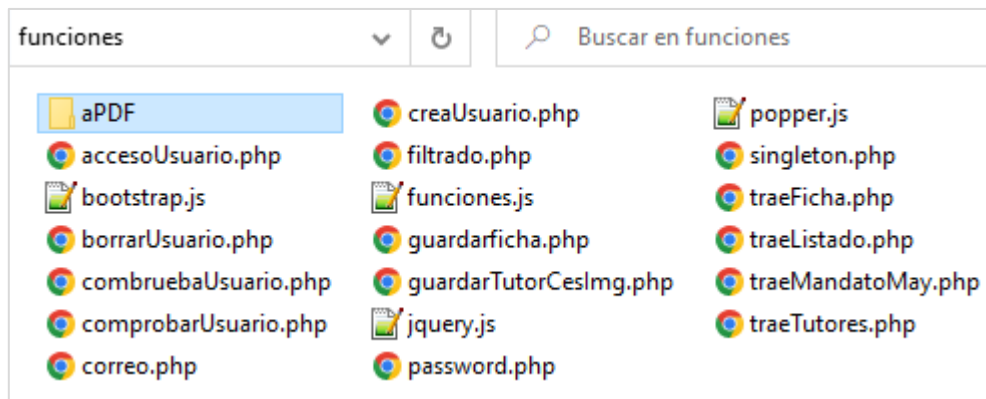 funciones
Buscar en funciones
aPDF
accesoUsuario.php
bootstrap.js
borrarUsuario.php
combruebaUsuario.php
comprobarUsuario.php
correo.php
creaUsuario.php
filtrado.php
funciones.js
guardarficha.php
guardarTutorCesImg.php
jquery.js
password.php
popper.js
singleton.php
traeFicha.php
traeListado.php
traeMandatoMay.php
traeTutores.php